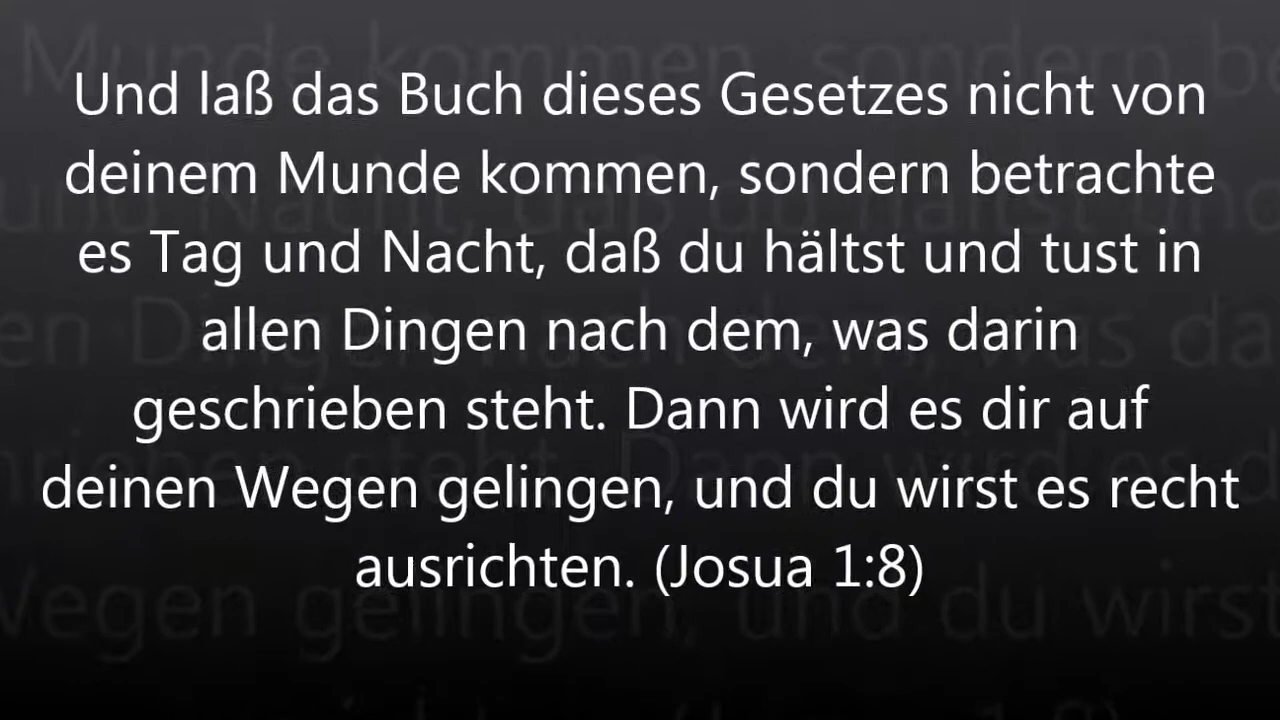 Und laß das Buch dieses Gesetzes nicht von
deinem Munde kommen, sondern betrachte
es Tag und Nacht, daß du hältst und tust in
allen Dingen nach dem, was darin
geschrieben steht. Dann wird es dir auf
deinen Wegen gelingen, und du wirst es recht
ausrichten. (Josua 1:8)